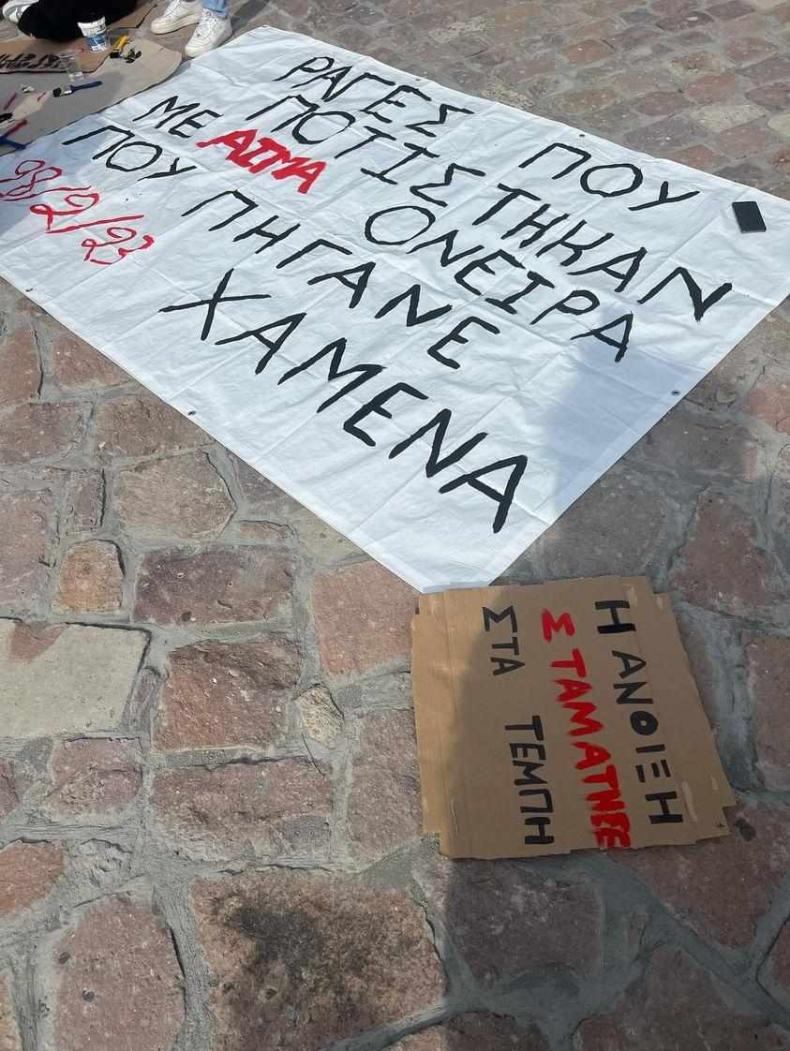 ΡΑΓΕΣ ΠΟΥ
ΠΟΤΙΣΤΗΚΑΝ
ΜΕ ΑΙΜΑ ΟΝΕΙΡΑ
ΠΟΥ ΠΗΓΑΝΕ
ΧΑΜΕΝΑ
28/2/23
Η ΑΝΟΙΞΗ
ΣΤΑΜΑΤΗΣΕ
ΣΤΑ ΤΕΜΠΗ